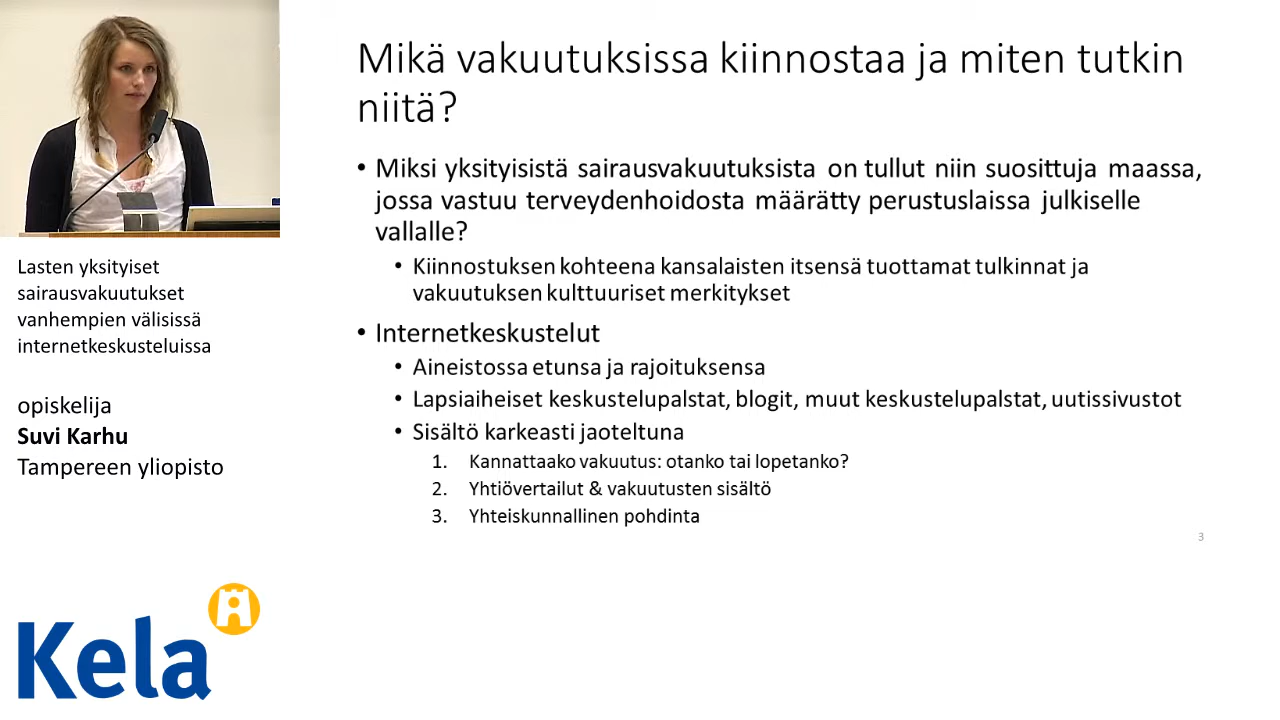 Mikä vakuutuksissa kiinnostaa ja miten tutkin
niitä?
• Miksi yksityisistä sairausvakuutuksista on tullut niin suosittuja maassa,
jossa vastuu terveydenhoidosta määrätty perustuslaissa julkiselle
vallalle?
• Kiinnostuksen kohteena kansalaisten itsensä tuottamat tulkinnat ja
vakuutuksen kulttuuriset merkitykset
• Internetkeskustelut
• Aineistossa etunsa ja rajoituksensa
• Lapsiaiheiset keskustelupalstat, blogit, muut keskustelupalstat, uutissivustot
• Sisältö karkeasti jaoteltuna
1. Kannattaako vakuutus: otanko tai lopetanko?
2. Yhtiövertailut & vakuutusten sisältö
3. Yhteiskunnallinen pohdinta
3
Lasten yksityiset
sairausvakuutukset
vanhempien välisissä
internetkeskusteluissa
opiskelija
Suvi Karhu
Tampereen yliopisto
Kela